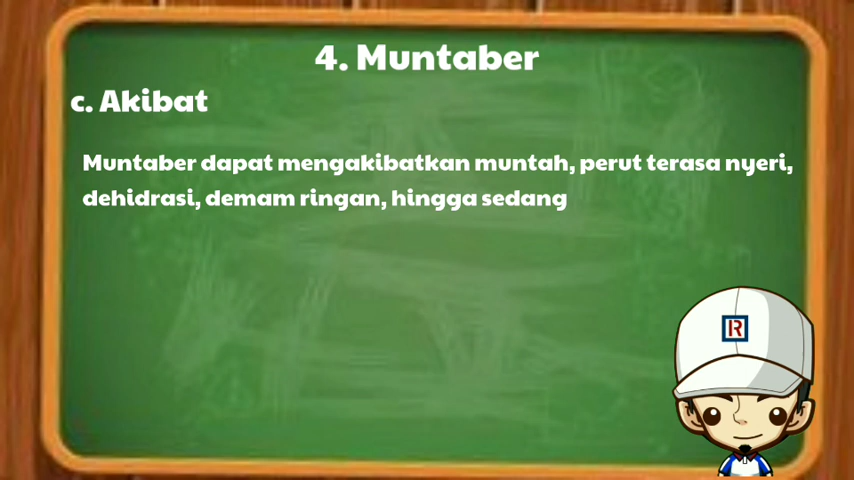 4. Muntaber
c. Akibat
Muntaber dapat mengakibatkan muntah, perut terasa nyeri,
dehidrasi, demam ringan, hingga sedang
R